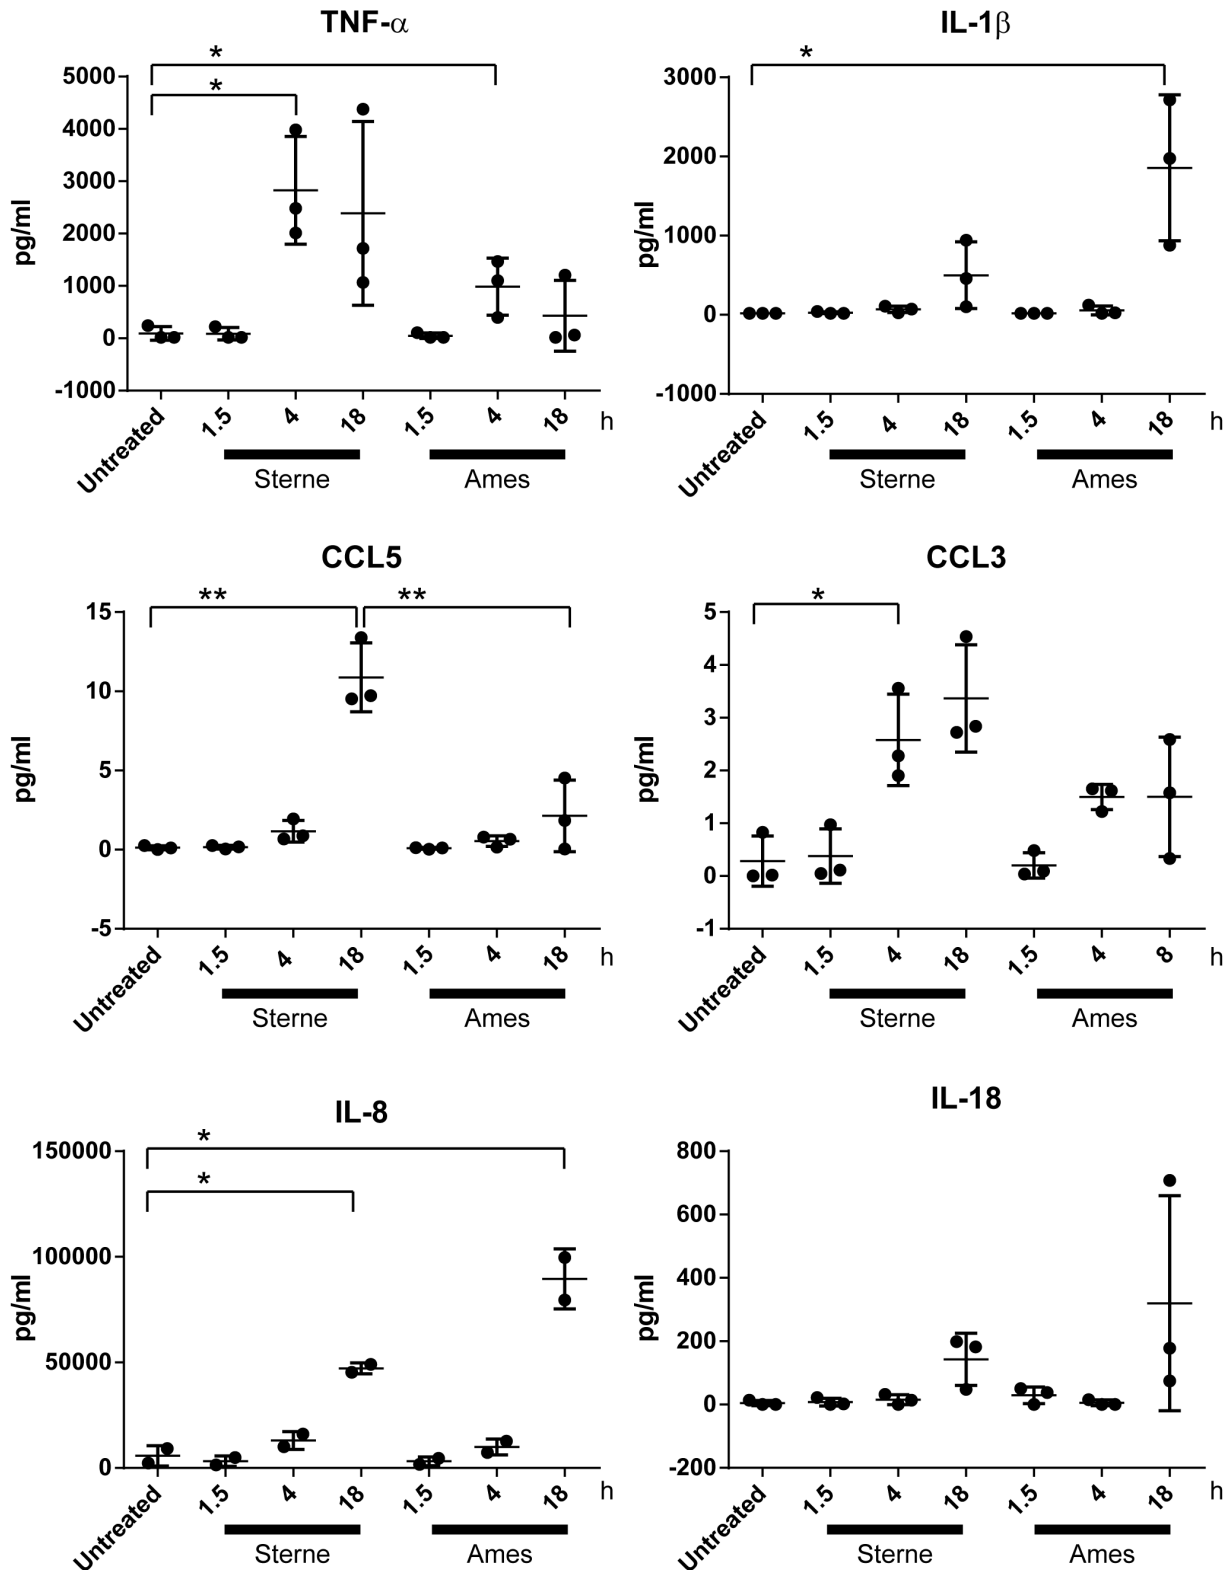 TNF-α
*
*
5000
4000
3000
2000
1000
0
-1000
pg/ml
Untreated 1.5 4 18 1.5 4 18 h
Sterne Ames
IL-1β
*
3000
2000
1000
0
-1000
pg/ml
Untreated 1.5 4 18 1.5 4 18 h
Sterne Ames
CCL5
** **
15
10
5
0
-5
pg/ml
Untreated 1.5 4 18 1.5 4 18 h
Sterne Ames
CCL3
*
5
4
3
2
1
0
-1
pg/ml
Untreated 1.5 4 18 1.5 4 8 h
Sterne Ames
IL-8
*
*
150000
100000
50000
0
pg/ml
Untreated 1.5 4 18 1.5 4 18 h
Sterne Ames
IL-18
800
600
400
200
0
-200
pg/ml
Untreated 1.5 4 18 1.5 4 18 h
Sterne Ames